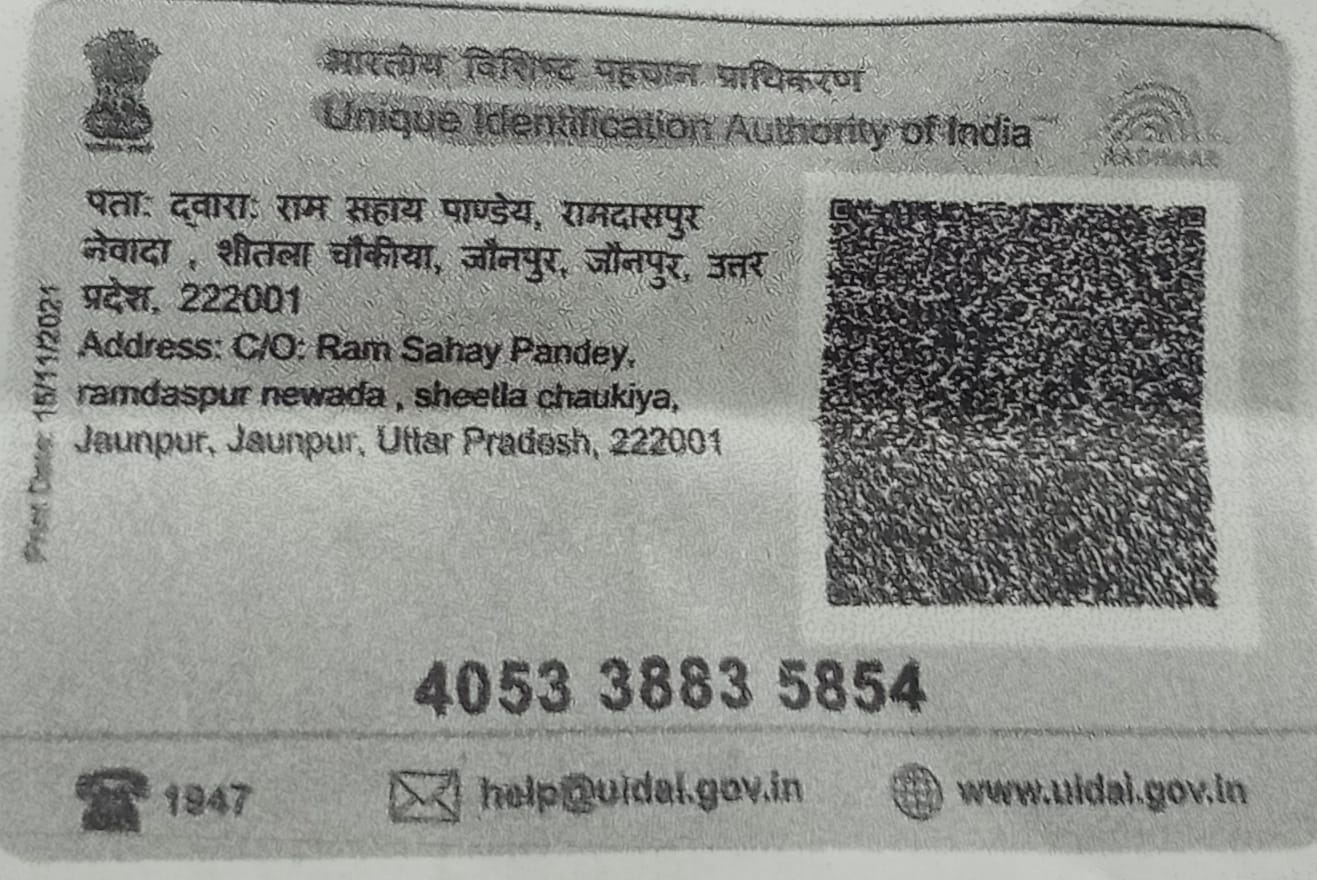 भारतीय विशिष्ट पहचान प्राधिकरण
Unique Identification Authority of India
AADHAAR
पता: द्वारा: राम सहाय पाण्डेय, रामदासपुर
नेवादा , शीतला चौकीया, जौनपुर, जौनपुर, उत्तर
प्रदेश, 222001
Address: C/O: Ram Sahay Pandey,
ramdaspur newada , sheetla chaukiya,
Jaunpur, Jaunpur, Uttar Pradesh, 222001
Print Date: 15/11/2021
4053 3883 5854
1947
help@uidai.gov.in
www.uidai.gov.in